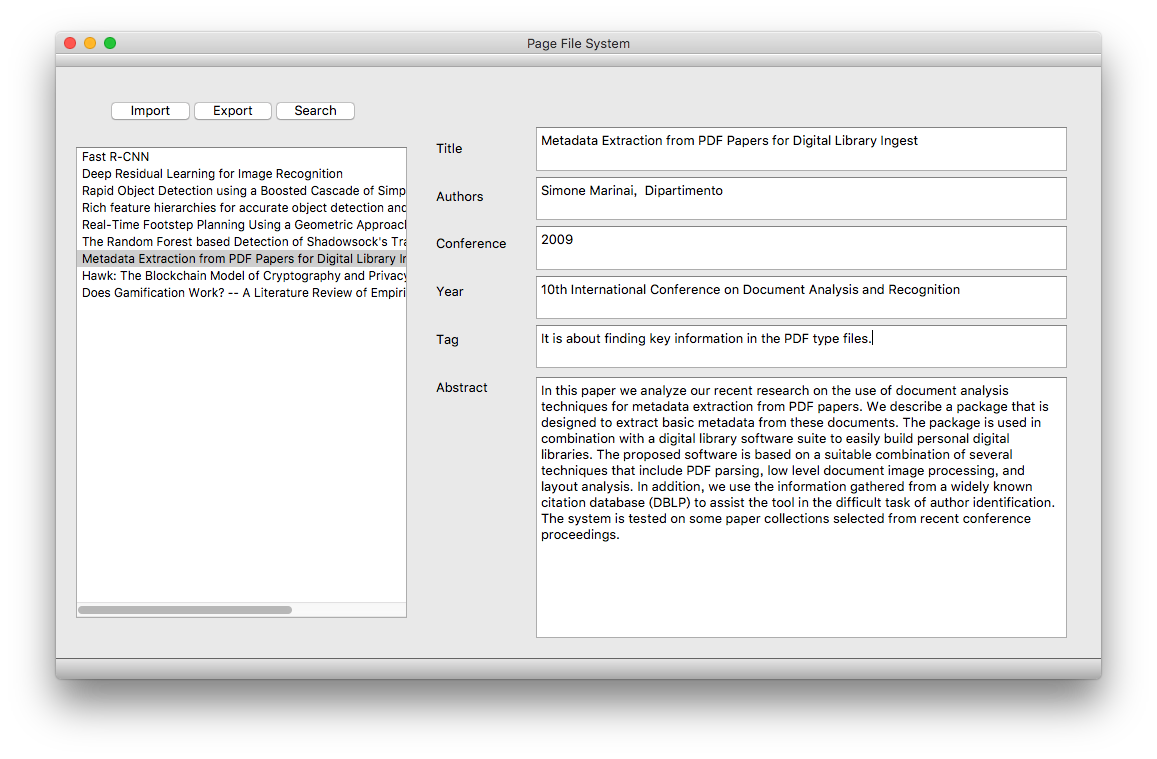 Page File System
Import Export Search
Fast R-CNN
Deep Residual Learning for Image Recognition
Rapid Object Detection using a Boosted Cascade of Simp
Rich feature hierarchies for accurate object detection and
Real-Time Footstep Planning Using a Geometric Approach
The Random Forest based Detection of Shadowsock's Tra
Metadata Extraction from PDF Papers for Digital Library In
Hawk: The Blockchain Model of Cryptography and Privacy
Does Gamification Work? -- A Literature Review of Empiri
Title
Metadata Extraction from PDF Papers for Digital Library Ingest
Authors
Simone Marinai,  Dipartimento
Conference
2009
Year
10th International Conference on Document Analysis and Recognition
Tag
It is about finding key information in the PDF type files.
Abstract
In this paper we analyze our recent research on the use of document analysis
techniques for metadata extraction from PDF papers. We describe a package that is
designed to extract basic metadata from these documents. The package is used in
combination with a digital library software suite to easily build personal digital
libraries. The proposed software is based on a suitable combination of several
techniques that include PDF parsing, low level document image processing, and
layout analysis. In addition, we use the information gathered from a widely known
citation database (DBLP) to assist the tool in the difficult task of author identification.
The system is tested on some paper collections selected from recent conference
proceedings.